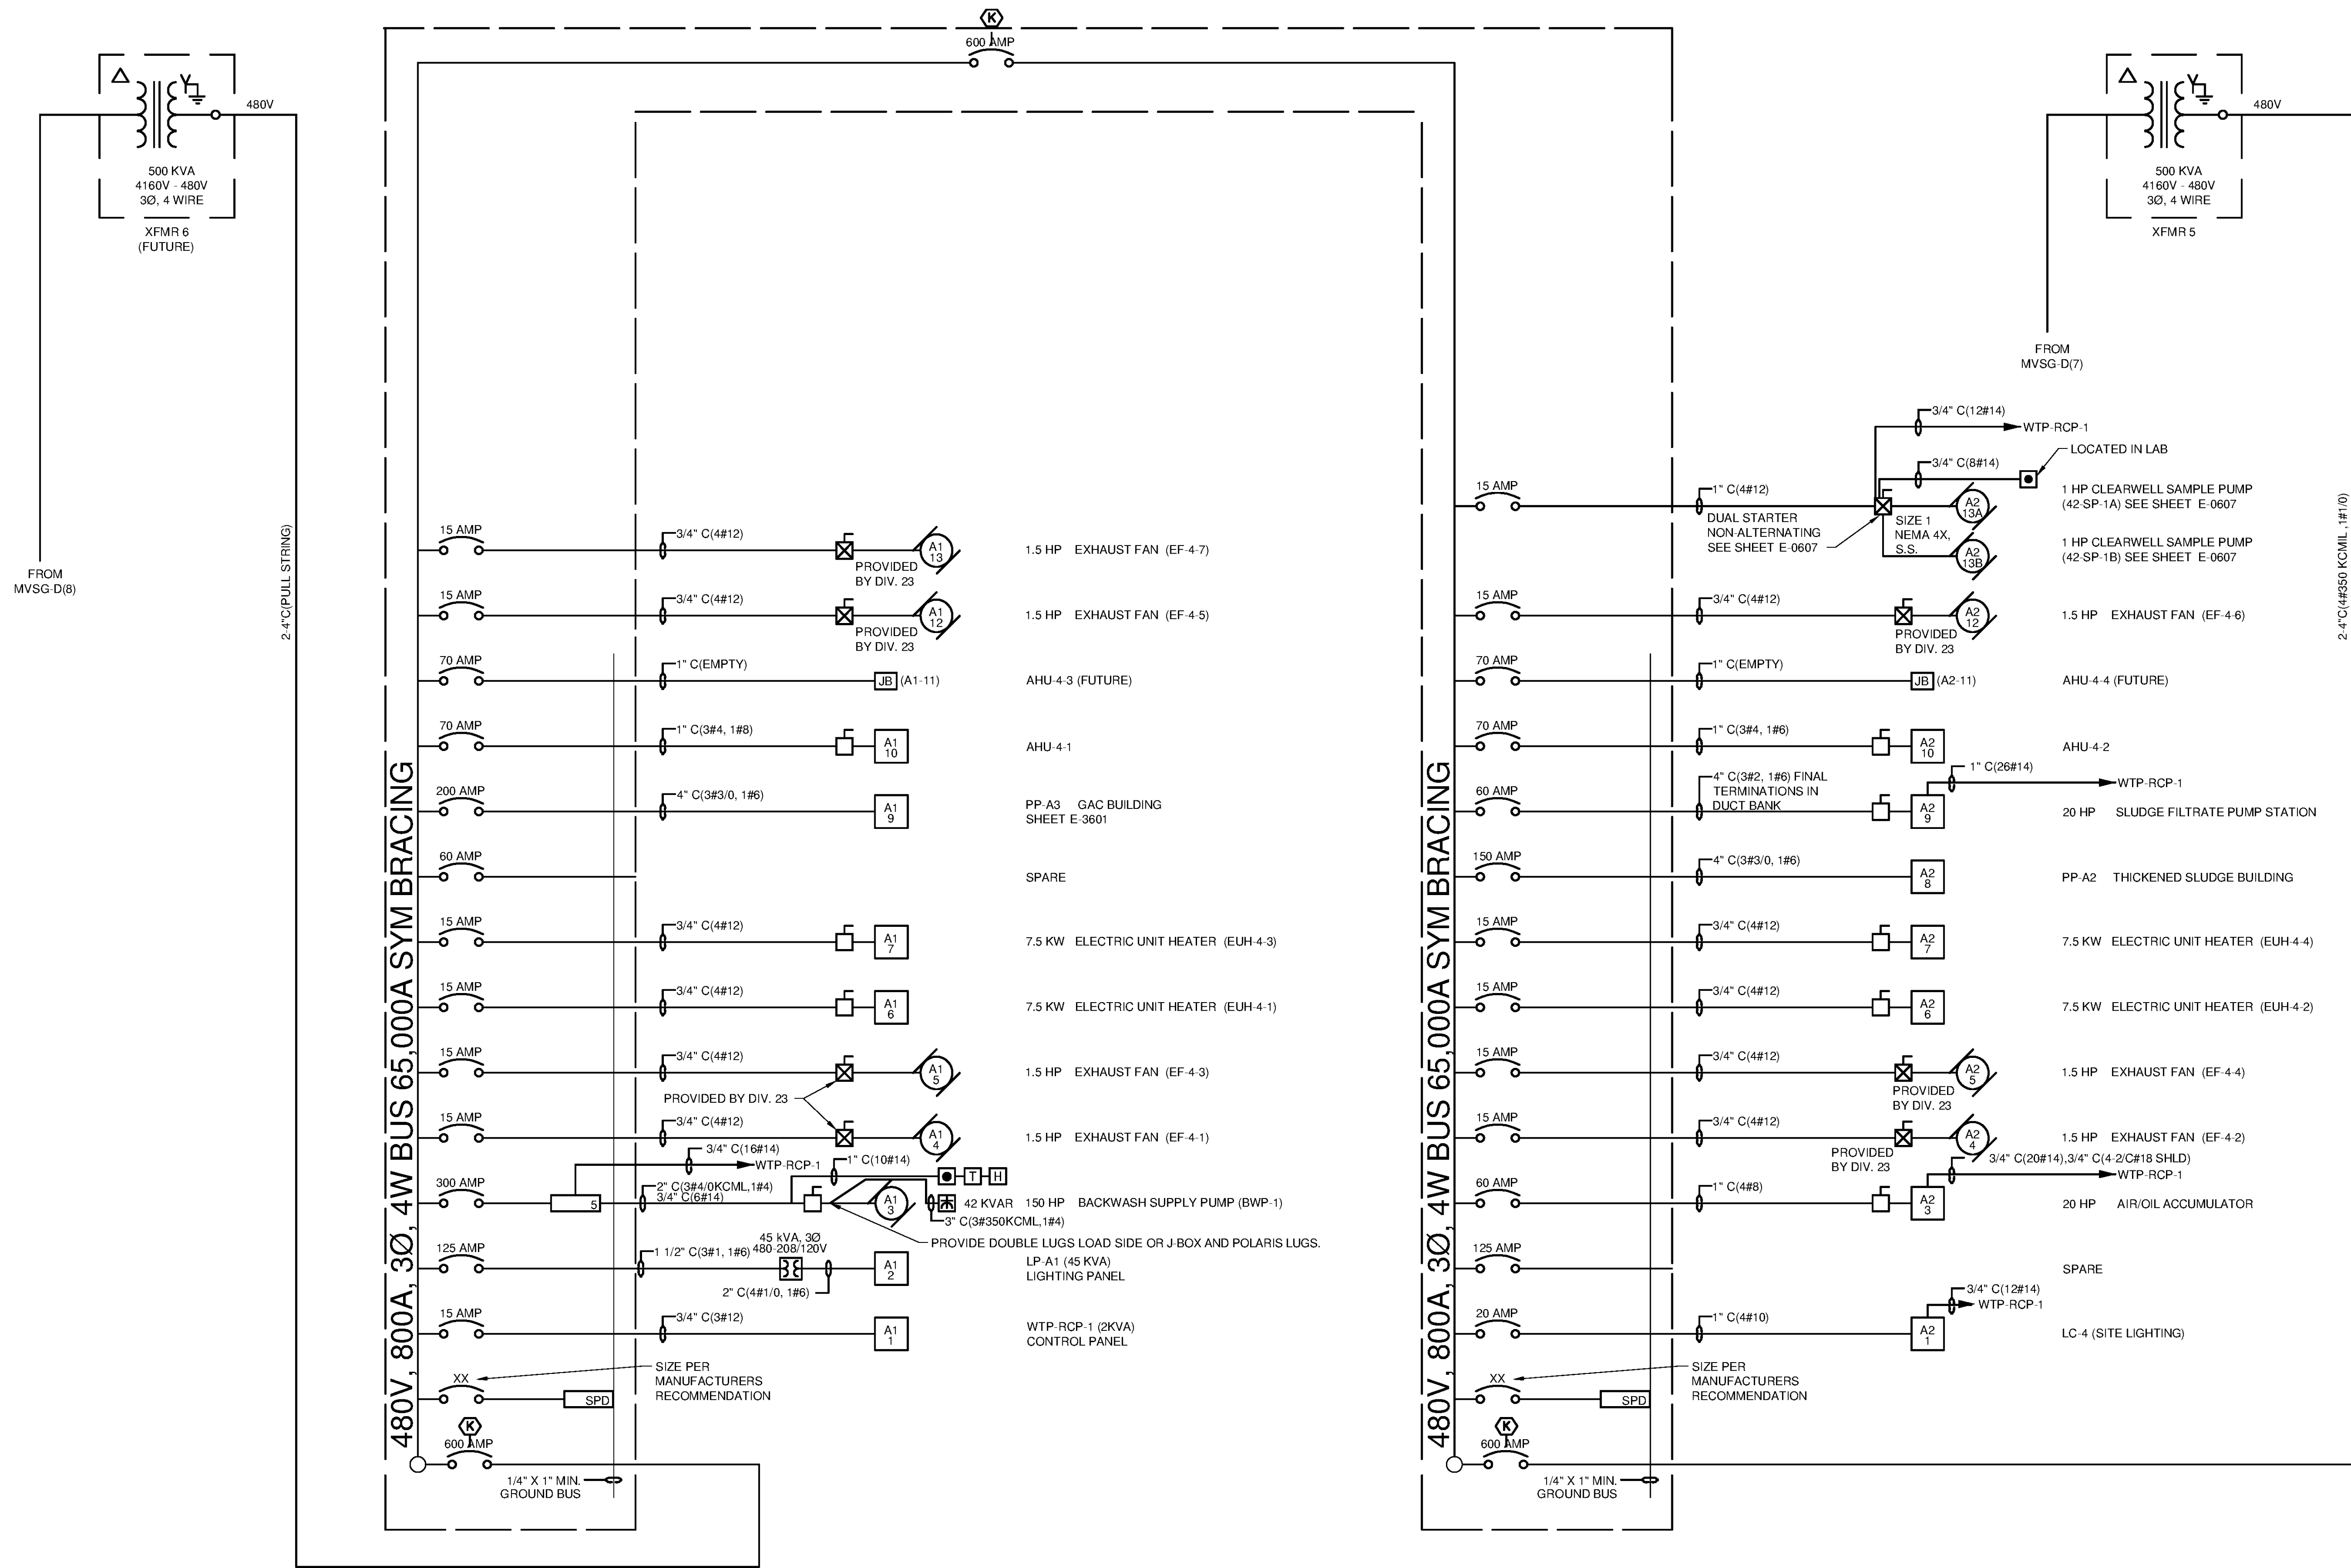 K
600 AMP
480V
500 KVA
4160V - 480V
3Ø, 4 WIRE
XFMR 6
(FUTURE)
FROM
MVSG-D(8)
2-4"C(PULL STRING)
480V, 800A, 3Ø, 4W BUS 65,000A SYM BRACING
15 AMP
3/4" C(4#12)
PROVIDED
BY DIV. 23
A1
13
1.5 HP EXHAUST FAN (EF-4-7)
15 AMP
3/4" C(4#12)
PROVIDED
BY DIV. 23
A1
12
1.5 HP EXHAUST FAN (EF-4-5)
70 AMP
1" C(EMPTY)
JB (A1-11)
AHU-4-3 (FUTURE)
70 AMP
1" C(3#4, 1#8)
A1
10
AHU-4-1
200 AMP
4" C(3#3/0, 1#6)
A1
9
PP-A3 GAC BUILDING
SHEET E-3601
60 AMP
SPARE
15 AMP
3/4" C(4#12)
A1
7
7.5 KW ELECTRIC UNIT HEATER (EUH-4-3)
15 AMP
3/4" C(4#12)
A1
6
7.5 KW ELECTRIC UNIT HEATER (EUH-4-1)
15 AMP
3/4" C(4#12)
A1
5
1.5 HP EXHAUST FAN (EF-4-3)
PROVIDED BY DIV. 23
15 AMP
3/4" C(4#12)
A1
4
1.5 HP EXHAUST FAN (EF-4-1)
3/4" C(16#14)
WTP-RCP-1
1" C(10#14)
T
H
300 AMP
5
2" C(3#4/0KCML,1#4)
3/4" C(6#14)
A1
3
42 KVAR
150 HP BACKWASH SUPPLY PUMP (BWP-1)
3" C(3#350KCML,1#4)
PROVIDE DOUBLE LUGS LOAD SIDE OR J-BOX AND POLARIS LUGS.
125 AMP
1 1/2" C(3#1, 1#6)
45 kVA, 3Ø
480-208/120V
2" C(4#1/0, 1#6)
A1
2
LP-A1 (45 KVA)
LIGHTING PANEL
15 AMP
3/4" C(3#12)
A1
1
WTP-RCP-1 (2KVA)
CONTROL PANEL
XX
SIZE PER
MANUFACTURERS
RECOMMENDATION
SPD
K
600 AMP
1/4" X 1" MIN.
GROUND BUS
480V
500 KVA
4160V - 480V
3Ø, 4 WIRE
XFMR 5
FROM
MVSG-D(7)
2-4"C(4#350 KCMIL ,1#1/0)
480V, 800A, 3Ø, 4W BUS 65,000A SYM BRACING
3/4" C(12#14)
WTP-RCP-1
LOCATED IN LAB
3/4" C(8#14)
15 AMP
1" C(4#12)
DUAL STARTER
NON-ALTERNATING
SEE SHEET E-0607
SIZE 1
NEMA 4X,
S.S.
A2
13A
1 HP CLEARWELL SAMPLE PUMP
(42-SP-1A) SEE SHEET E-0607
A2
13B
1 HP CLEARWELL SAMPLE PUMP
(42-SP-1B) SEE SHEET E-0607
15 AMP
3/4" C(4#12)
PROVIDED
BY DIV. 23
A2
12
1.5 HP EXHAUST FAN (EF-4-6)
70 AMP
1" C(EMPTY)
JB (A2-11)
AHU-4-4 (FUTURE)
70 AMP
1" C(3#4, 1#6)
A2
10
AHU-4-2
60 AMP
4" C(3#2, 1#6) FINAL
TERMINATIONS IN
DUCT BANK
1" C(26#14)
WTP-RCP-1
A2
9
20 HP SLUDGE FILTRATE PUMP STATION
150 AMP
4" C(3#3/0, 1#6)
A2
8
PP-A2 THICKENED SLUDGE BUILDING
15 AMP
3/4" C(4#12)
A2
7
7.5 KW ELECTRIC UNIT HEATER (EUH-4-4)
15 AMP
3/4" C(4#12)
A2
6
7.5 KW ELECTRIC UNIT HEATER (EUH-4-2)
15 AMP
3/4" C(4#12)
PROVIDED
BY DIV. 23
A2
5
1.5 HP EXHAUST FAN (EF-4-4)
15 AMP
3/4" C(4#12)
PROVIDED
BY DIV. 23
A2
4
1.5 HP EXHAUST FAN (EF-4-2)
3/4" C(20#14),3/4" C(4-2/C#18 SHLD)
WTP-RCP-1
60 AMP
1" C(4#8)
A2
3
20 HP AIR/OIL ACCUMULATOR
125 AMP
SPARE
3/4" C(12#14)
WTP-RCP-1
20 AMP
1" C(4#10)
A2
1
LC-4 (SITE LIGHTING)
XX
SIZE PER
MANUFACTURERS
RECOMMENDATION
SPD
K
600 AMP
1/4" X 1" MIN.
GROUND BUS